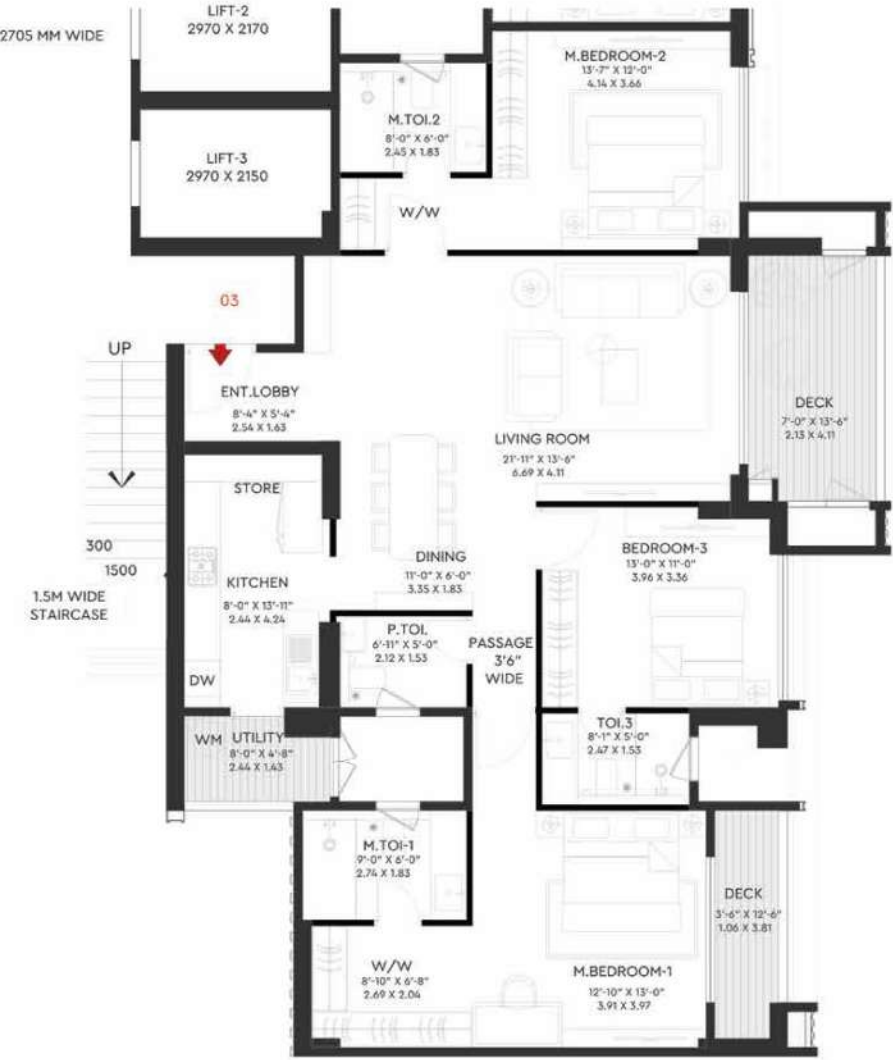 LIFT-2
2970 X 2170
2705 MM WIDE
M.BEDROOM-2
13'-7" X 12'-0"
4.14 X 3.66
M.TOI.2
8'-0" X 6'-0"
2.45 X 1.83
LIFT-3
2970 X 2150
W/W
03
UP
ENT.LOBBY
8'-4" X 5'-4"
2.54 X 1.63
DECK
7'-0" X 13'-6"
2.13 X 4.11
LIVING ROOM
21'-11" X 13'-6"
6.69 X 4.11
STORE
300
1500
1.5M WIDE
STAIRCASE
KITCHEN
8'-0" X 13'-11"
2.44 X 4.24
DINING
11'-0" X 6'-0"
3.35 X 1.83
BEDROOM-3
13'-0" X 11'-0"
3.96 X 3.36
P.TOI.
6'-11" X 5'-0"
2.12 X 1.53
PASSAGE
3'6"
WIDE
DW
WM
UTILITY
8'-0" X 4'-8"
2.44 X 1.43
TOI.3
8'-1" X 5'-0"
2.47 X 1.53
M.TOI-1
9'-0" X 6'-0"
2.74 X 1.83
DECK
3'-6" X 12'-6"
1.06 X 3.81
W/W
8'-10" X 6'-8"
2.69 X 2.04
M.BEDROOM-1
12'-10" X 13'-0"
3.91 X 3.97